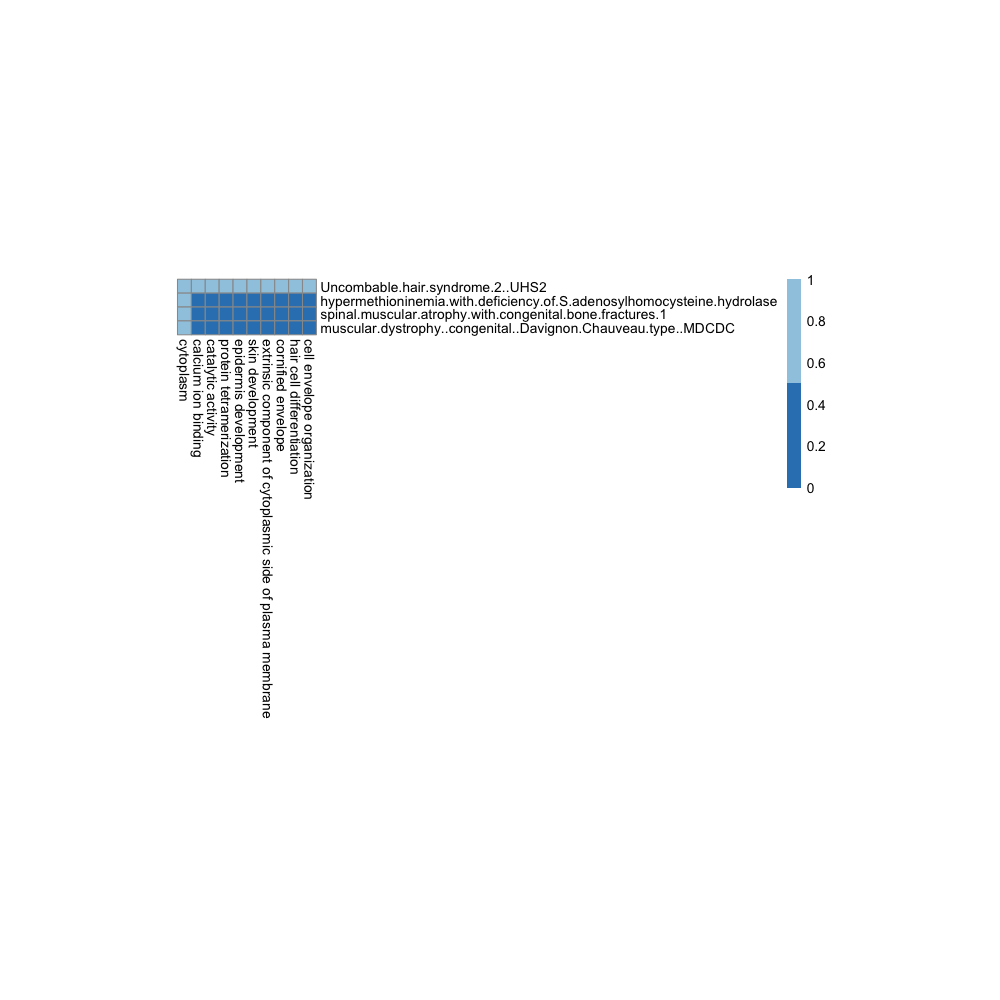 Uncombable.hair.syndrome.2..UHS2
hypermethioninemia.with.deficiency.of.S.adenosylhomocysteine.hydrolase
spinal.muscular.atrophy.with.congenital.bone.fractures.1
muscular.dystrophy..congenital..Davignon.Chauveau.type..MDCDC
cytoplasm
calcium ion binding
catalytic activity
protein tetramerization
epidermis development
skin development
extrinsic component of cytoplasmic side of plasma membrane
cornified envelope
hair cell differentiation
cell envelope organization
1
0.8
0.6
0.4
0.2
0